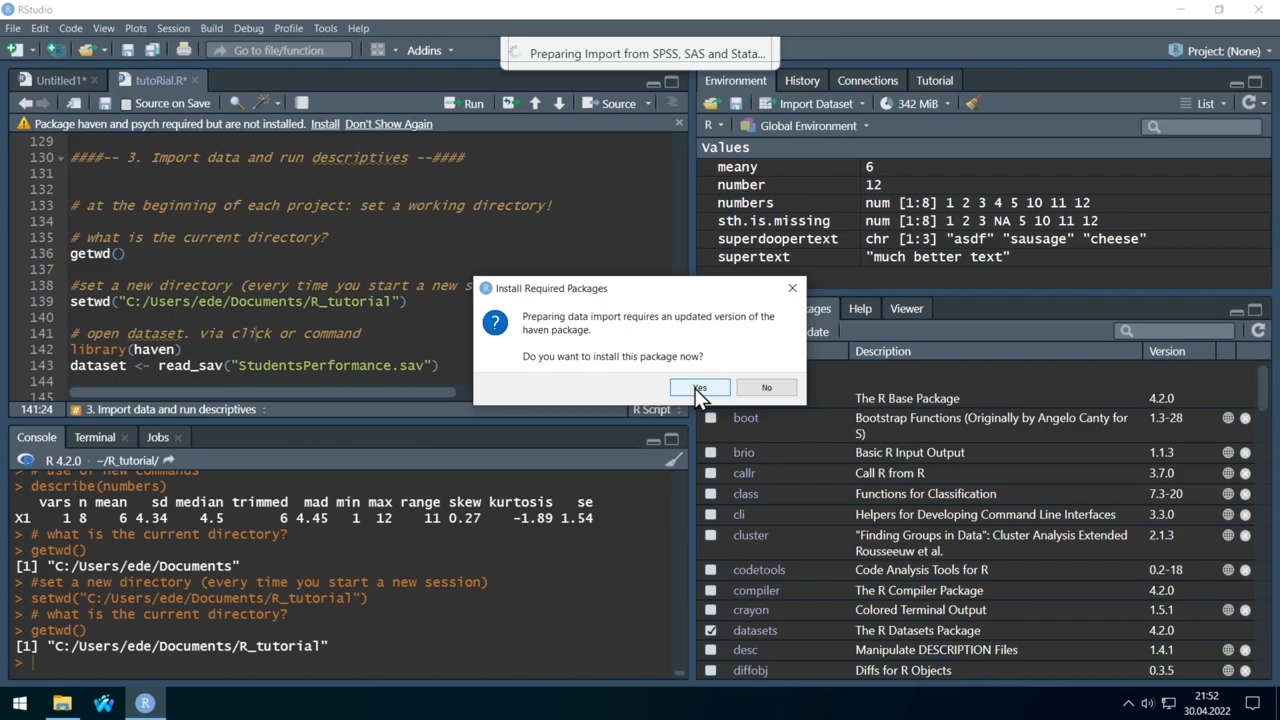 RStudio
File Edit Code View Plots Session Build Debug Profile Tools Help
Go to file/function Addins Project: (None)
Preparing Import from SPSS, SAS and Stata...
Untitled1* tutoRial.R*
Source on Save Run Source
Package haven and psych required but are not installed. Install Don't Show Again
129
130 ####-- 3. Import data and run descriptives --####
131
132
133 # at the beginning of each project: set a working directory!
134
135 # what is the current directory?
136 getwd()
137
138 #set a new directory (every time you start a new s
139 setwd("C:/Users/ede/Documents/R_tutorial")
140
141 # open dataset. via click or command
142 library(haven)
143 dataset <- read_sav("StudentsPerformance.sav")
144
145
141:24 # 3. Import data and run descriptives R Script
Console Terminal Jobs
R 4.2.0 · ~/R_tutorial/
> # use of new commands
> describe(numbers)
vars n mean sd median trimmed mad min max range skew kurtosis se
X1 1 8 6 4.34 4.5 6 4.45 1 12 11 0.27 -1.89 1.54
> # what is the current directory?
> getwd()
[1] "C:/Users/ede/Documents"
> #set a new directory (every time you start a new session)
> setwd("C:/Users/ede/Documents/R_tutorial")
> # what is the current directory?
> getwd()
[1] "C:/Users/ede/Documents/R_tutorial"
>
Install Required Packages
Preparing data import requires an updated version of the
haven package.
Do you want to install this package now?
Yes No
Environment History Connections Tutorial
Import Dataset 342 MiB List
R Global Environment
Values
meany 6
number 12
numbers num [1:8] 1 2 3 4 5 10 11 12
sth.is.missing num [1:8] 1 2 3 NA 5 10 11 12
superdoopertext chr [1:3] "asdf" "sausage" "cheese"
supertext "much better text"
ages Help Viewer
date
Description Version
The R Base Package 4.2.0
boot Bootstrap Functions (Originally by Angelo Canty for 1.3-28
S)
brio Basic R Input Output 1.1.3
callr Call R from R 3.7.0
class Functions for Classification 7.3-20
cli Helpers for Developing Command Line Interfaces 3.3.0
cluster "Finding Groups in Data": Cluster Analysis Extended 2.1.3
Rousseeuw et al.
codetools Code Analysis Tools for R 0.2-18
compiler The R Compiler Package 4.2.0
crayon Colored Terminal Output 1.5.1
datasets The R Datasets Package 4.2.0
desc Manipulate DESCRIPTION Files 1.4.1
diffobj Diffs for R Objects 0.3.5
21:52
30.04.2022